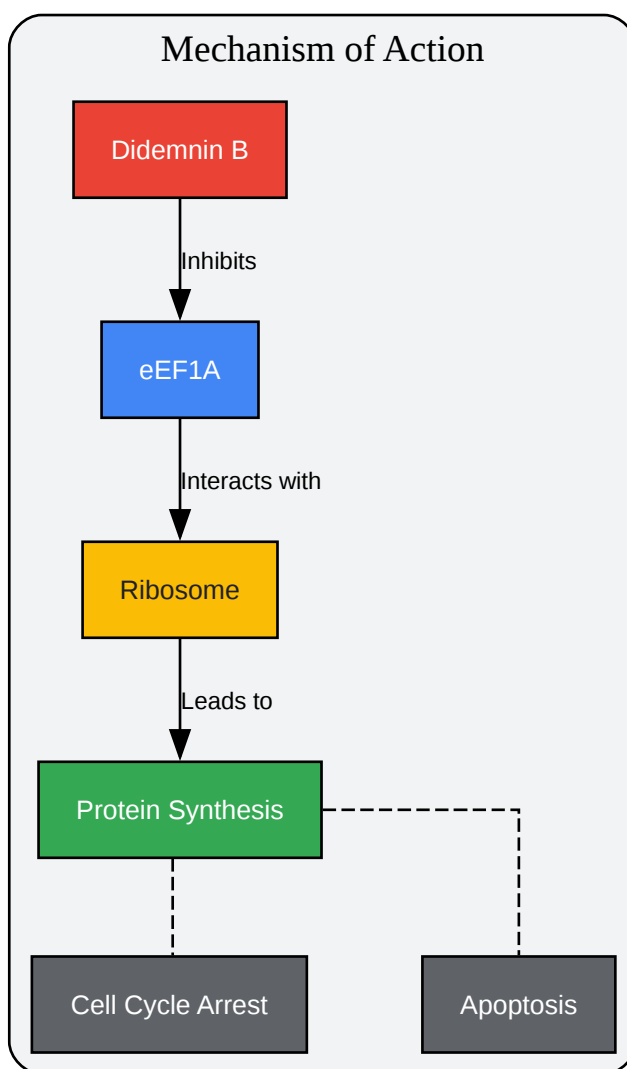 Mechanism of Action
Didemnin B
Inhibits
eEF1A
Interacts with
Ribosome
Leads to
Protein Synthesis
Cell Cycle Arrest
Apoptosis